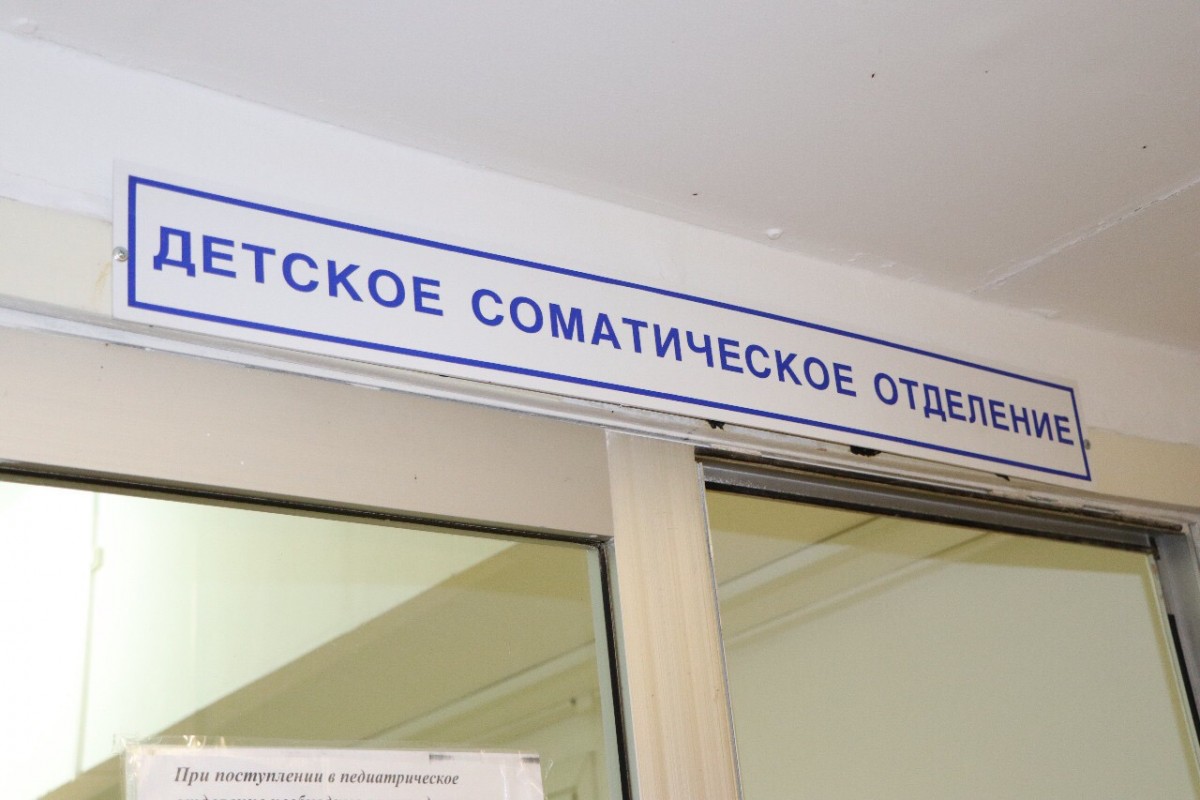 ДЕТСКОЕ СОМАТИЧЕСКОЕ ОТДЕЛЕНИЕ
При поступлении в педиатрическое